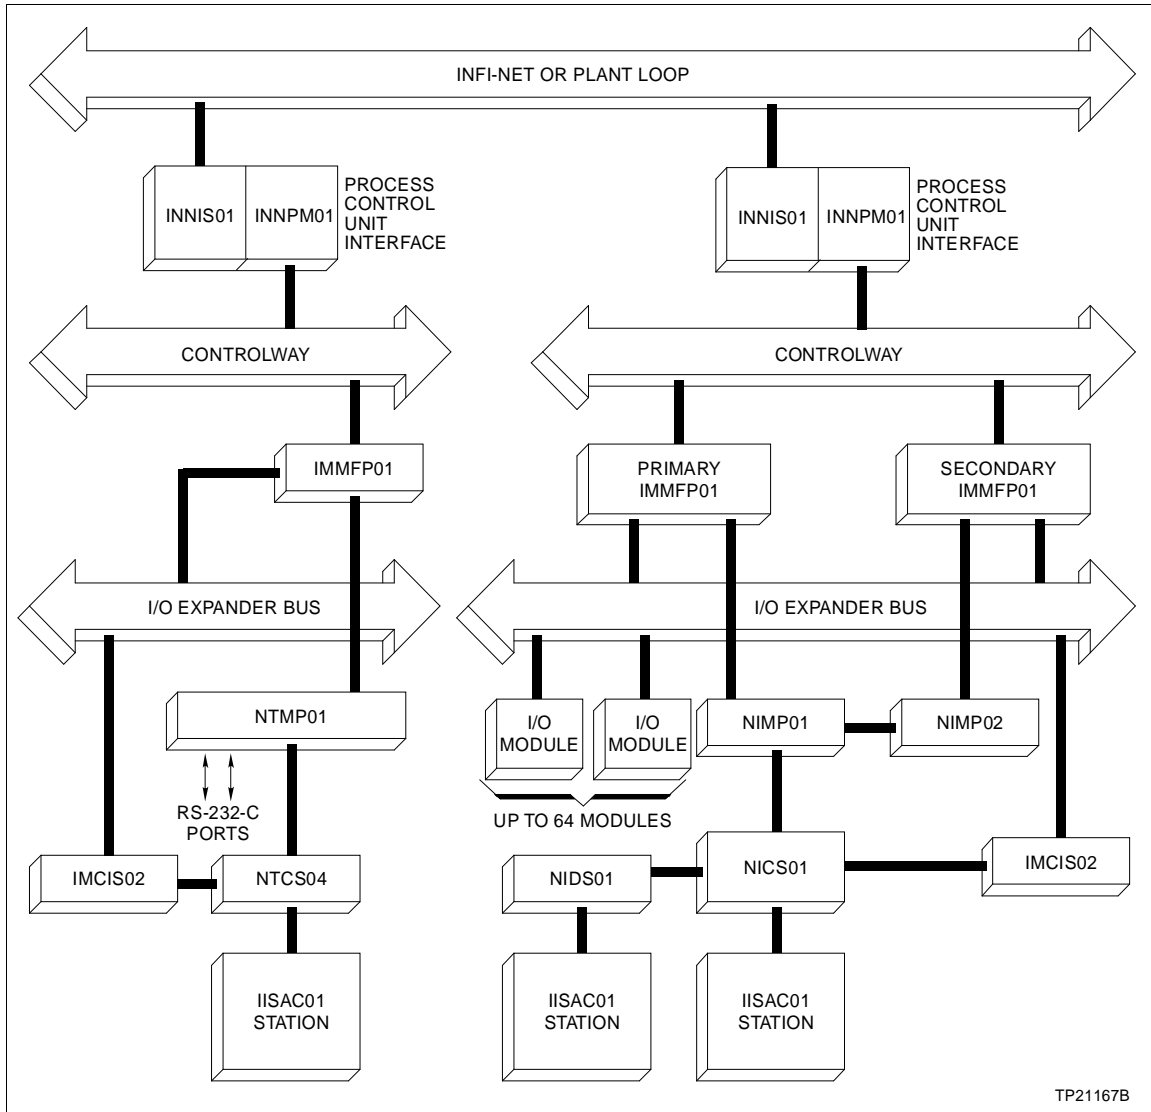 INFI-NET OR PLANT LOOP
INNIS01
INNPM01
PROCESS
CONTROL
UNIT
INTERFACE
INNIS01
INNPM01
PROCESS
CONTROL
UNIT
INTERFACE
CONTROLWAY
CONTROLWAY
IMMFP01
PRIMARY
IMMFP01
SECONDARY
IMMFP01
I/O EXPANDER BUS
I/O EXPANDER BUS
NTMP01
I/O
MODULE
I/O
MODULE
NIMP01
NIMP02
RS-232-C
PORTS
UP TO 64 MODULES
IMCIS02
NTCS04
NIDS01
NICS01
IMCIS02
IISAC01
STATION
IISAC01
STATION
IISAC01
STATION
TP21167B